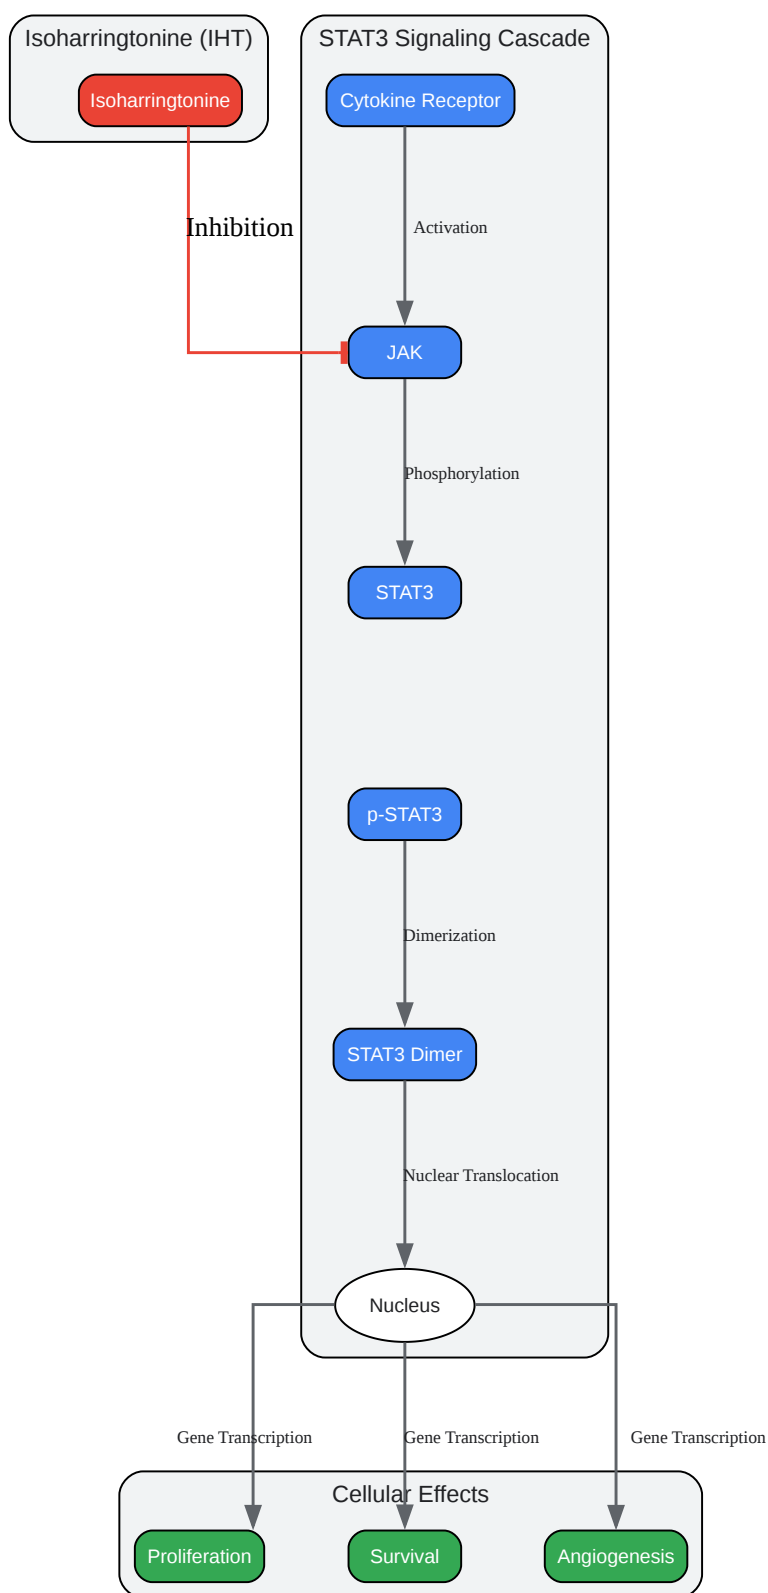 Isoharringtonine (IHT)
STAT3 Signaling Cascade
Isoharringtonine
Cytokine Receptor
Inhibition
Activation
JAK
Phosphorylation
STAT3
p-STAT3
Dimerization
STAT3 Dimer
Nuclear Translocation
Nucleus
Gene Transcription
Gene Transcription
Gene Transcription
Cellular Effects
Proliferation
Survival
Angiogenesis